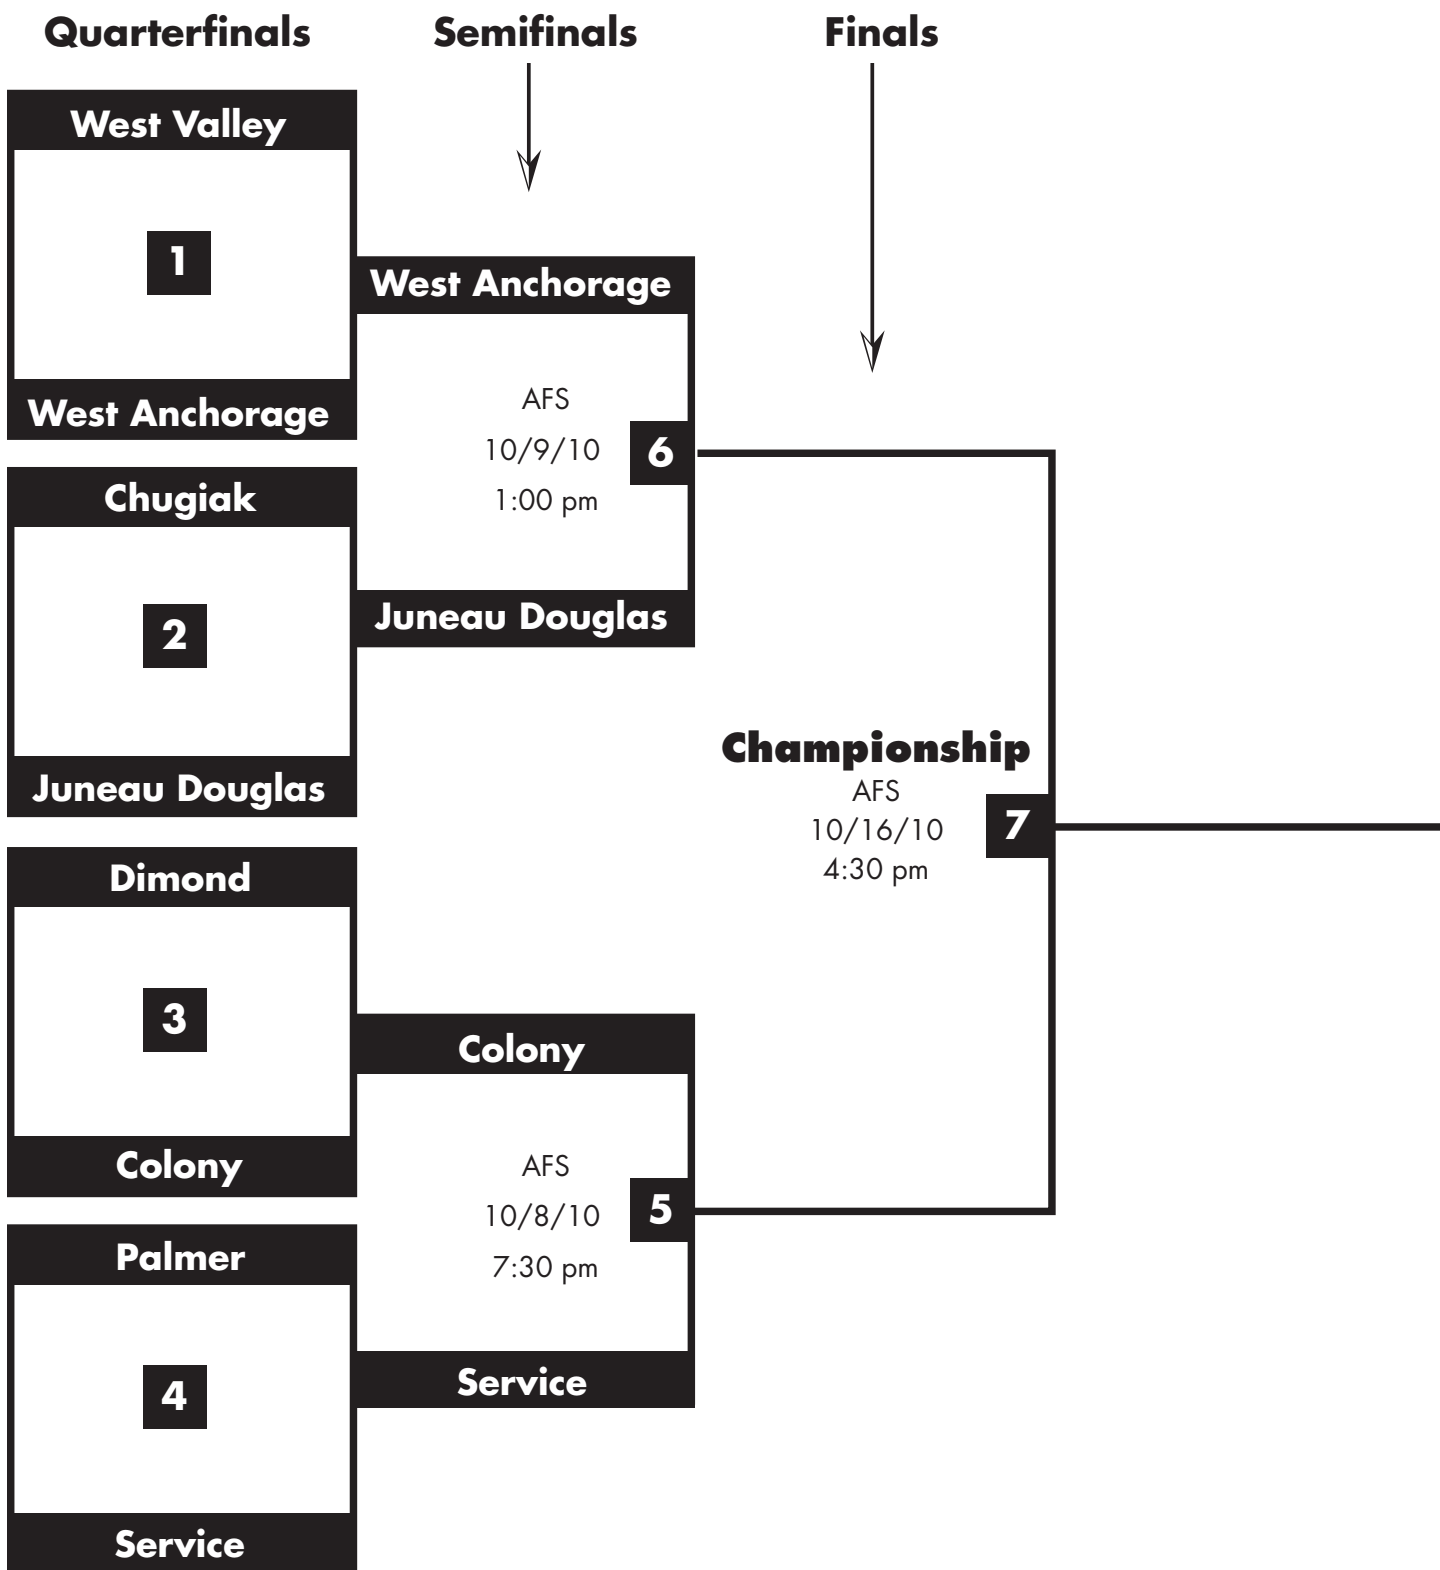 Quarterfinals
Semifinals
Finals
West Valley
1
West Anchorage
Chugiak
2
Juneau Douglas
Dimond
3
Colony
Palmer
4
Service
West Anchorage
AFS
10/9/10
6
1:00 pm
Juneau Douglas
Colony
AFS
10/8/10
5
7:30 pm
Service
Championship
AFS
10/16/10
7
4:30 pm